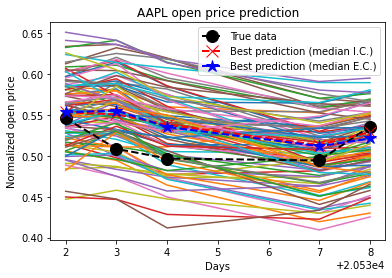 AAPL open price prediction
True data
Best prediction (median I.C.)
Best prediction (median E.C.)
Normalized open price
0.65
0.60
0.55
0.50
0.45
0.40
2 3 4 5 6 7 8
Days
+2.053e4